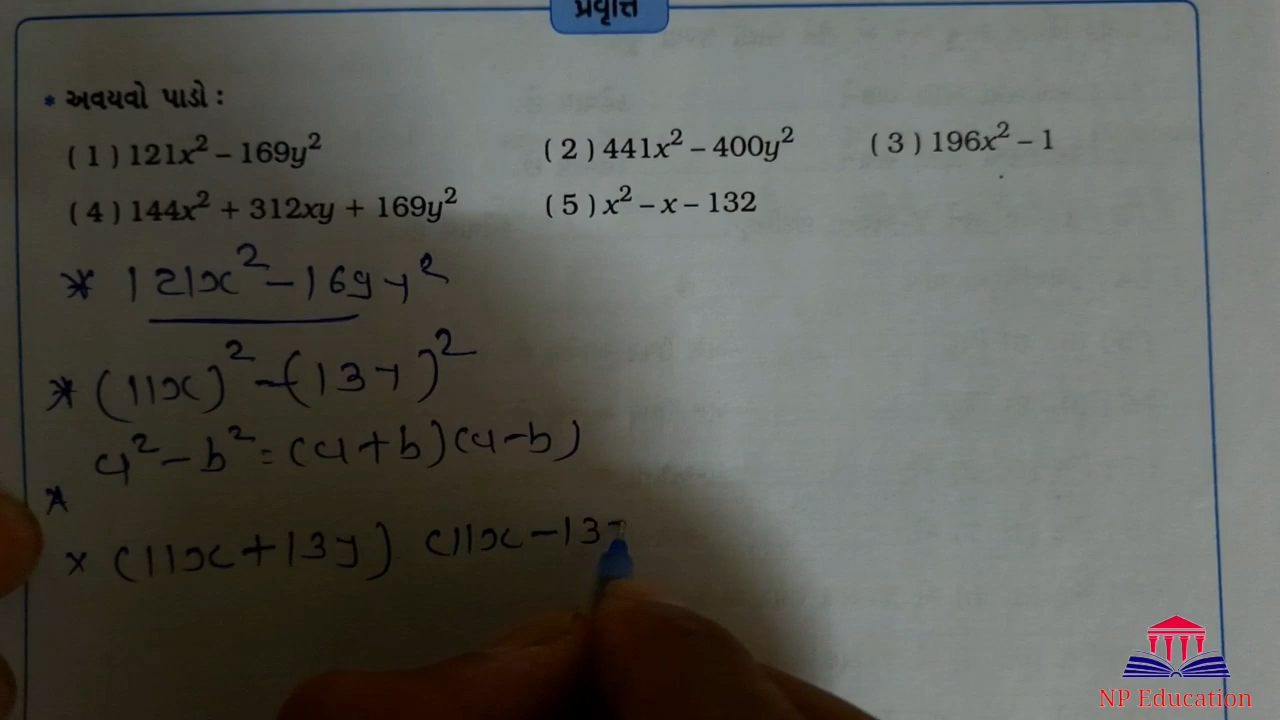 પ્રવૃત્તિ
* અવયવો પાડો :
( 1 ) 121x² – 169y² ( 2 ) 441x² – 400y² ( 3 ) 196x² – 1
( 4 ) 144x² + 312xy + 169y² ( 5 ) x² – x – 132
* 121x² – 169y²
* (11x)² – (13y)²
a² – b² = (a+b)(a–b)
*
× (11x+13y) (11x–13y
NP Education